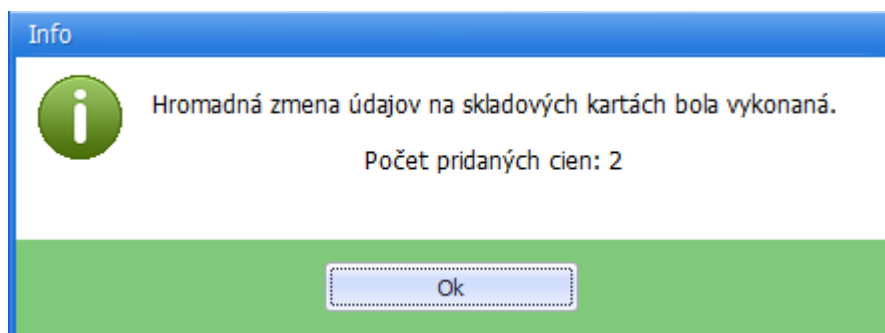 Info
Hromadná zmena údajov na skladových kartách bola vykonaná.
Počet pridaných cien: 2
Ok